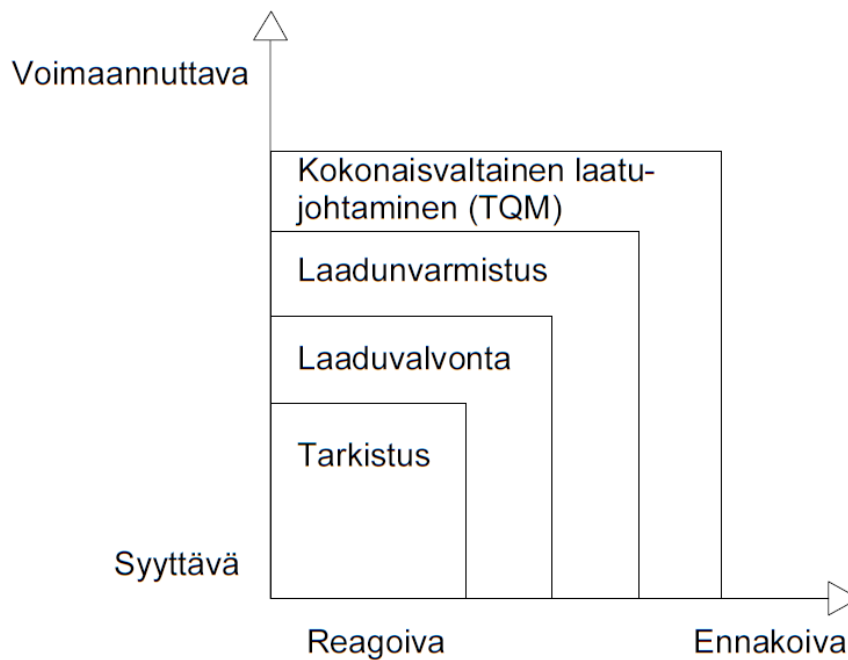 Voimaannuttava
Kokonaisvaltainen laatu-
johtaminen (TQM)
Laadunvarmistus
Laaduvalvonta
Tarkistus
Syyttävä
Reagoiva
Ennakoiva